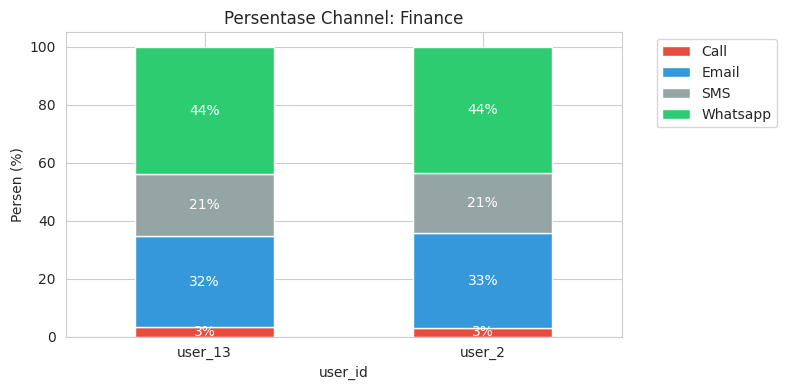 Persentase Channel: Finance
100
80
60
40
20
0
Persen (%)
44%
21%
32%
3%
44%
21%
33%
3%
user_13
user_2
user_id
Call
Email
SMS
Whatsapp